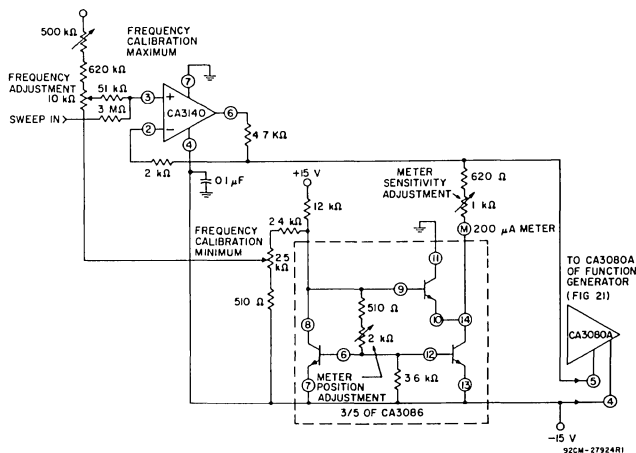 500 kΩ
FREQUENCY
CALIBRATION
MAXIMUM
620 kΩ
FREQUENCY
ADJUSTMENT
10 kΩ
51 kΩ
3 MΩ
SWEEP IN
3
2
+
−
CA3140
7
4
6
4.7 KΩ
2 kΩ
0.1 μF
+15 V
12 kΩ
2.4 kΩ
FREQUENCY
CALIBRATION
MINIMUM
2.5
kΩ
510 Ω
METER
SENSITIVITY
ADJUSTMENT
620 Ω
1 kΩ
M
200 μA METER
11
9
10
14
8
510 Ω
2 kΩ
6
12
7
METER
POSITION
ADJUSTMENT
3.6 kΩ
13
3/5 OF CA3086
TO CA3080A
OF FUNCTION
GENERATOR
(FIG 21)
CA3080A
5
4
−15 V
92CM-27924R1